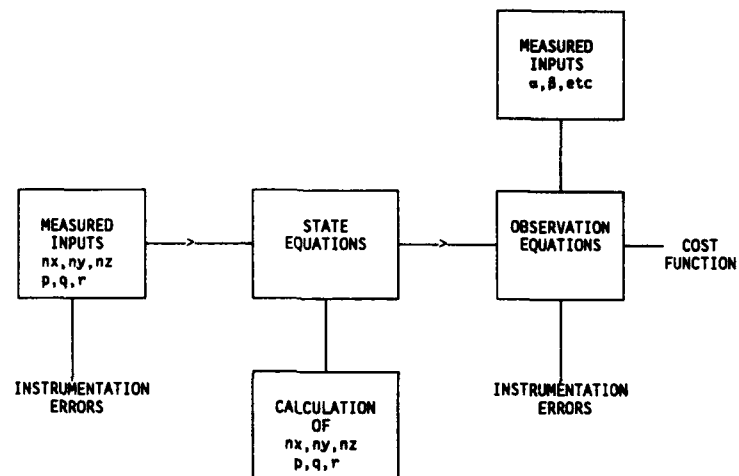 MEASURED
INPUTS
α,β,etc
MEASURED
INPUTS
nx,ny,nz
p,q,r
STATE
EQUATIONS
OBSERVATION
EQUATIONS
COST
FUNCTION
INSTRUMENTATION
ERRORS
CALCULATION
OF
nx,ny,nz
p,q,r
INSTRUMENTATION
ERRORS